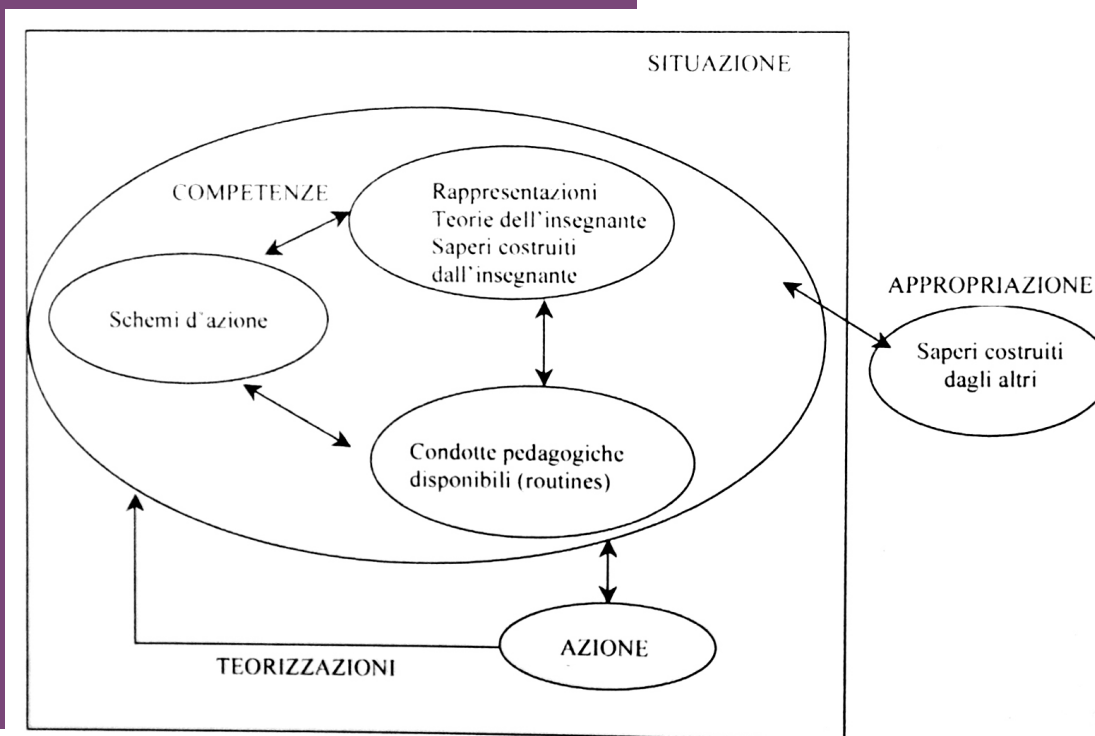 SITUAZIONE
COMPETENZE
Rappresentazioni
Teorie dell'insegnante
Saperi costruiti
dall'insegnante
Schemi d'azione
APPROPRIAZIONE
Saperi costruiti
dagli altri
Condotte pedagogiche
disponibili (routines)
AZIONE
TEORIZZAZIONI